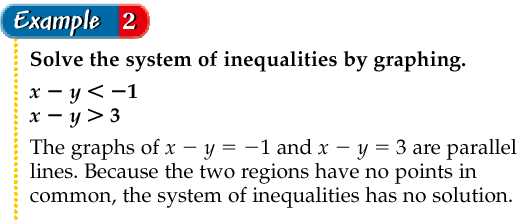 Example 2
Solve the system of inequalities by graphing.
x − y < −1
x − y > 3
The graphs of x − y = −1 and x − y = 3 are parallel
lines. Because the two regions have no points in
common, the system of inequalities has no solution.